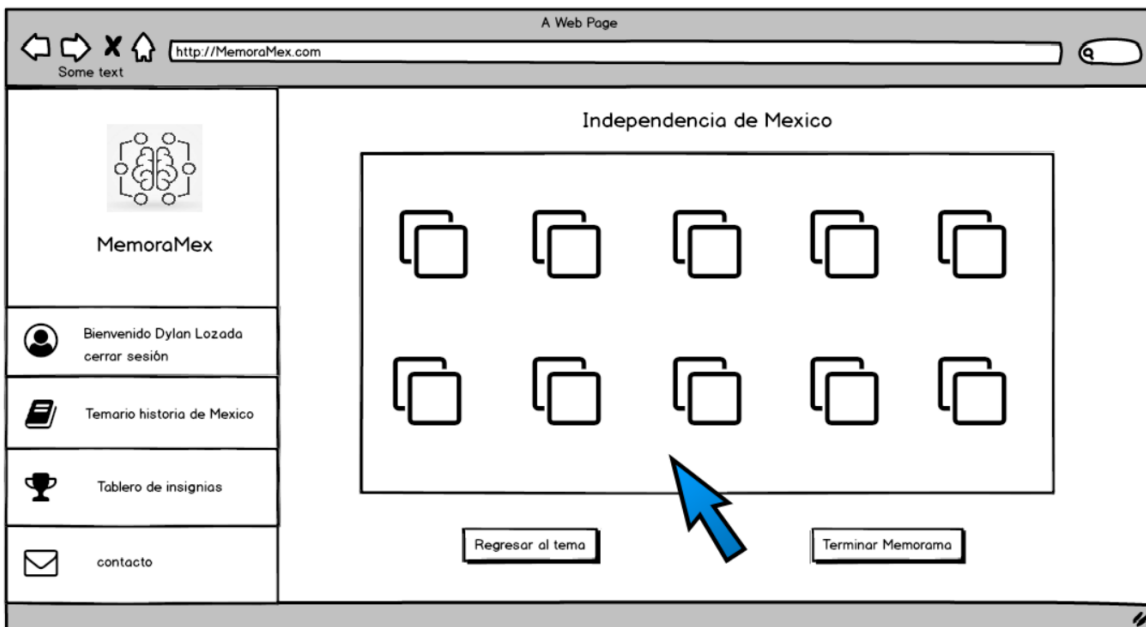 A Web Page
http://MemoraMex.com
Some text
MemoraMex
Bienvenido Dylan Lozada
cerrar sesión
Temario historia de Mexico
Tablero de insignias
contacto
Independencia de Mexico
Regresar al tema
Terminar Memorama